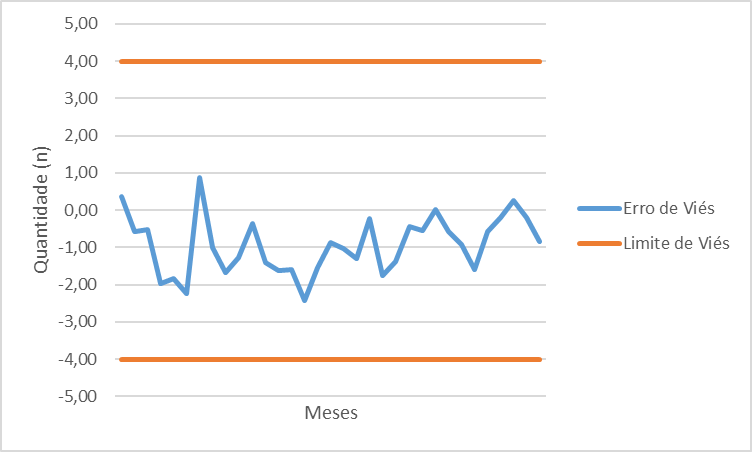 5,00
4,00
3,00
2,00
1,00
0,00
-1,00
-2,00
-3,00
-4,00
-5,00
Quantidade (n)
Meses
Erro de Viés
Limite de Viés